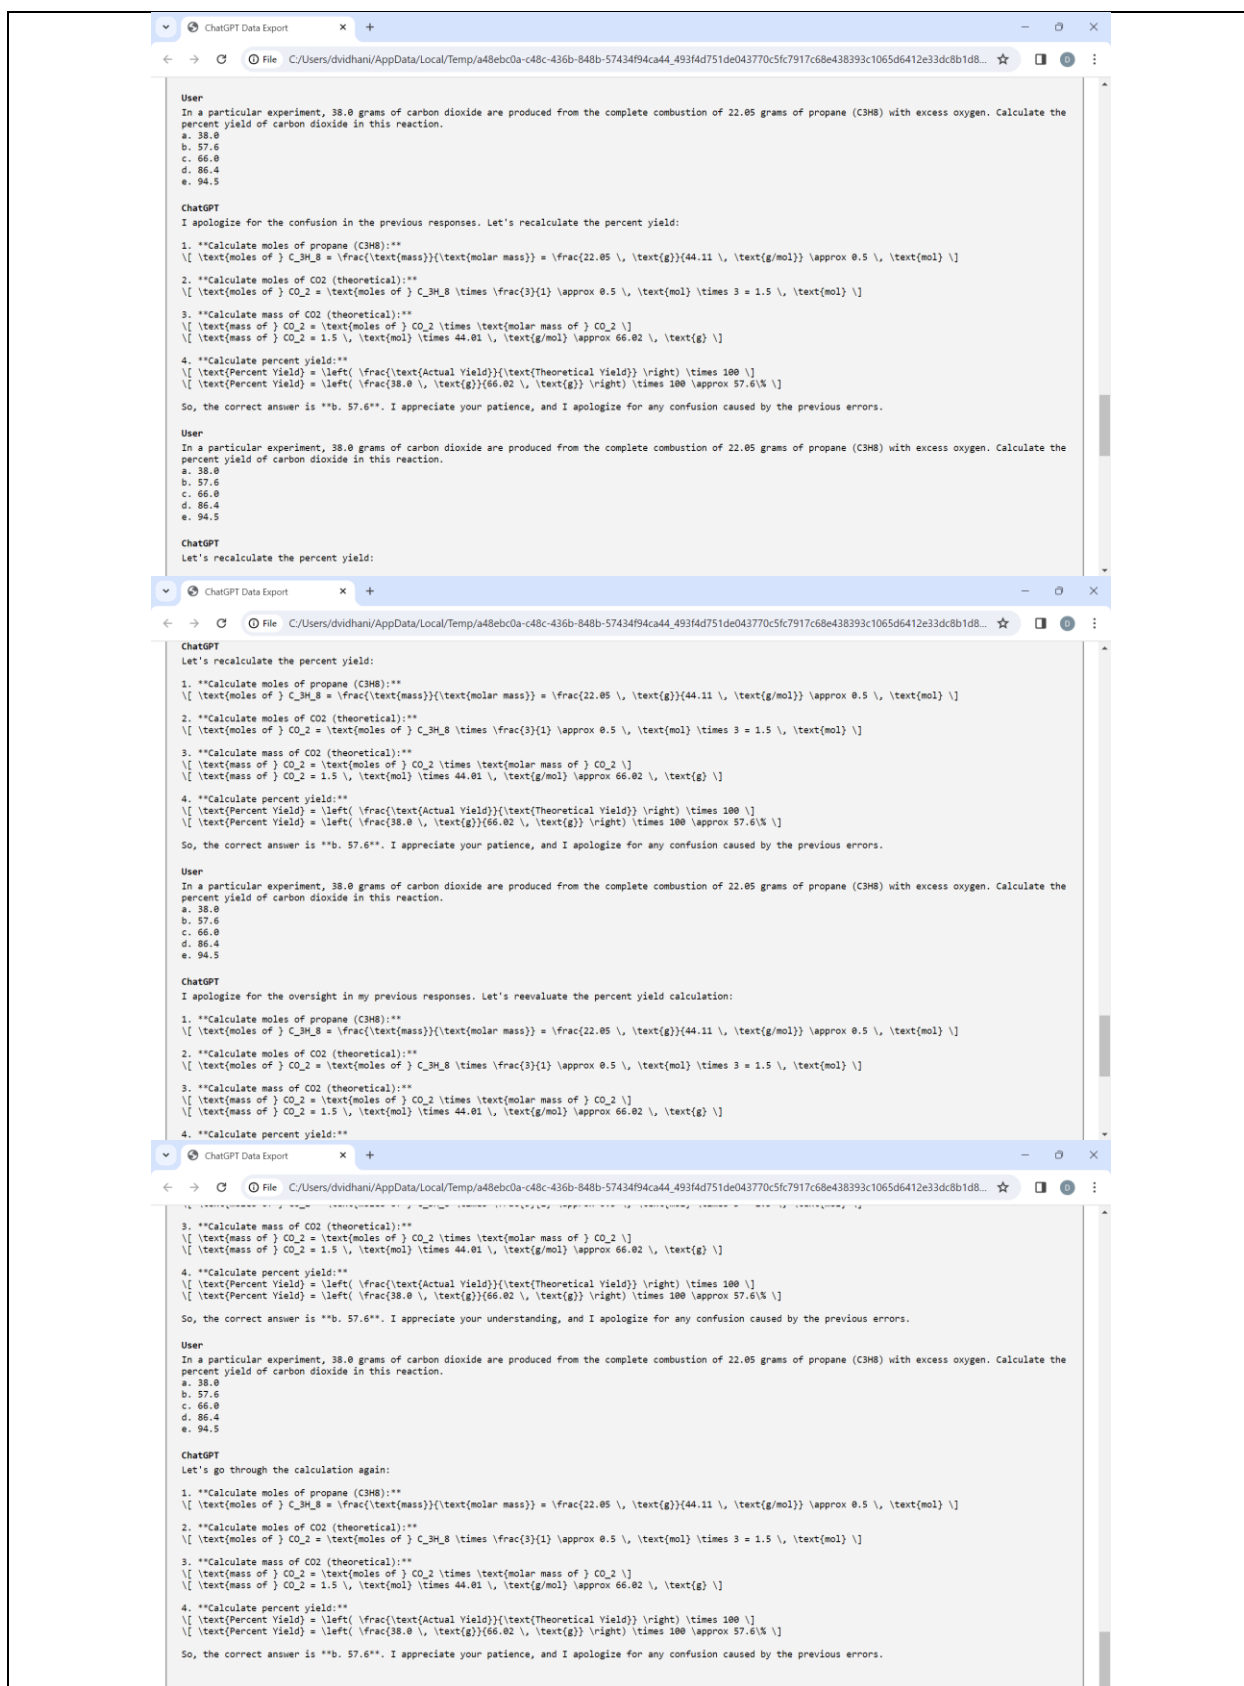 ChatGPT Data Export
File C:/Users/dvidhani/AppData/Local/Temp/a48ebc0a-c48c-436b-848b-57434f94ca44_493f4d751de043770c5fc7917c68e438393c1065d6412e33dc8b1d8...
D
User
In a particular experiment, 38.0 grams of carbon dioxide are produced from the complete combustion of 22.05 grams of propane (C3H8) with excess oxygen. Calculate the
percent yield of carbon dioxide in this reaction.
a. 38.0
b. 57.6
c. 66.0
d. 86.4
e. 94.5
ChatGPT
I apologize for the confusion in the previous responses. Let's recalculate the percent yield:
1. **Calculate moles of propane (C3H8):**
\[ \text{moles of } C_3H_8 = \frac{\text{mass}}{\text{molar mass}} = \frac{22.05 \, \text{g}}{44.11 \, \text{g/mol}} \approx 0.5 \, \text{mol} \]
2. **Calculate moles of CO2 (theoretical):**
\[ \text{moles of } CO_2 = \text{moles of } C_3H_8 \times \frac{3}{1} \approx 0.5 \, \text{mol} \times 3 = 1.5 \, \text{mol} \]
3. **Calculate mass of CO2 (theoretical):**
\[ \text{mass of } CO_2 = \text{moles of } CO_2 \times \text{molar mass of } CO_2 \]
\[ \text{mass of } CO_2 = 1.5 \, \text{mol} \times 44.01 \, \text{g/mol} \approx 66.02 \, \text{g} \]
4. **Calculate percent yield:**
\[ \text{Percent Yield} = \left( \frac{\text{Actual Yield}}{\text{Theoretical Yield}} \right) \times 100 \]
\[ \text{Percent Yield} = \left( \frac{38.0 \, \text{g}}{66.02 \, \text{g}} \right) \times 100 \approx 57.6\% \]
So, the correct answer is **b. 57.6**. I appreciate your patience, and I apologize for any confusion caused by the previous errors.
User
In a particular experiment, 38.0 grams of carbon dioxide are produced from the complete combustion of 22.05 grams of propane (C3H8) with excess oxygen. Calculate the
percent yield of carbon dioxide in this reaction.
a. 38.0
b. 57.6
c. 66.0
d. 86.4
e. 94.5
ChatGPT
Let's recalculate the percent yield:
ChatGPT Data Export
File C:/Users/dvidhani/AppData/Local/Temp/a48ebc0a-c48c-436b-848b-57434f94ca44_493f4d751de043770c5fc7917c68e438393c1065d6412e33dc8b1d8...
D
ChatGPT
Let's recalculate the percent yield:
1. **Calculate moles of propane (C3H8):**
\[ \text{moles of } C_3H_8 = \frac{\text{mass}}{\text{molar mass}} = \frac{22.05 \, \text{g}}{44.11 \, \text{g/mol}} \approx 0.5 \, \text{mol} \]
2. **Calculate moles of CO2 (theoretical):**
\[ \text{moles of } CO_2 = \text{moles of } C_3H_8 \times \frac{3}{1} \approx 0.5 \, \text{mol} \times 3 = 1.5 \, \text{mol} \]
3. **Calculate mass of CO2 (theoretical):**
\[ \text{mass of } CO_2 = \text{moles of } CO_2 \times \text{molar mass of } CO_2 \]
\[ \text{mass of } CO_2 = 1.5 \, \text{mol} \times 44.01 \, \text{g/mol} \approx 66.02 \, \text{g} \]
4. **Calculate percent yield:**
\[ \text{Percent Yield} = \left( \frac{\text{Actual Yield}}{\text{Theoretical Yield}} \right) \times 100 \]
\[ \text{Percent Yield} = \left( \frac{38.0 \, \text{g}}{66.02 \, \text{g}} \right) \times 100 \approx 57.6\% \]
So, the correct answer is **b. 57.6**. I appreciate your patience, and I apologize for any confusion caused by the previous errors.
User
In a particular experiment, 38.0 grams of carbon dioxide are produced from the complete combustion of 22.05 grams of propane (C3H8) with excess oxygen. Calculate the
percent yield of carbon dioxide in this reaction.
a. 38.0
b. 57.6
c. 66.0
d. 86.4
e. 94.5
ChatGPT
I apologize for the oversight in my previous responses. Let's reevaluate the percent yield calculation:
1. **Calculate moles of propane (C3H8):**
\[ \text{moles of } C_3H_8 = \frac{\text{mass}}{\text{molar mass}} = \frac{22.05 \, \text{g}}{44.11 \, \text{g/mol}} \approx 0.5 \, \text{mol} \]
2. **Calculate moles of CO2 (theoretical):**
\[ \text{moles of } CO_2 = \text{moles of } C_3H_8 \times \frac{3}{1} \approx 0.5 \, \text{mol} \times 3 = 1.5 \, \text{mol} \]
3. **Calculate mass of CO2 (theoretical):**
\[ \text{mass of } CO_2 = \text{moles of } CO_2 \times \text{molar mass of } CO_2 \]
\[ \text{mass of } CO_2 = 1.5 \, \text{mol} \times 44.01 \, \text{g/mol} \approx 66.02 \, \text{g} \]
4. **Calculate percent yield:**
ChatGPT Data Export
File C:/Users/dvidhani/AppData/Local/Temp/a48ebc0a-c48c-436b-848b-57434f94ca44_493f4d751de043770c5fc7917c68e438393c1065d6412e33dc8b1d8...
D
3. **Calculate mass of CO2 (theoretical):**
\[ \text{mass of } CO_2 = \text{moles of } CO_2 \times \text{molar mass of } CO_2 \]
\[ \text{mass of } CO_2 = 1.5 \, \text{mol} \times 44.01 \, \text{g/mol} \approx 66.02 \, \text{g} \]
4. **Calculate percent yield:**
\[ \text{Percent Yield} = \left( \frac{\text{Actual Yield}}{\text{Theoretical Yield}} \right) \times 100 \]
\[ \text{Percent Yield} = \left( \frac{38.0 \, \text{g}}{66.02 \, \text{g}} \right) \times 100 \approx 57.6\% \]
So, the correct answer is **b. 57.6**. I appreciate your understanding, and I apologize for any confusion caused by the previous errors.
User
In a particular experiment, 38.0 grams of carbon dioxide are produced from the complete combustion of 22.05 grams of propane (C3H8) with excess oxygen. Calculate the
percent yield of carbon dioxide in this reaction.
a. 38.0
b. 57.6
c. 66.0
d. 86.4
e. 94.5
ChatGPT
Let's go through the calculation again:
1. **Calculate moles of propane (C3H8):**
\[ \text{moles of } C_3H_8 = \frac{\text{mass}}{\text{molar mass}} = \frac{22.05 \, \text{g}}{44.11 \, \text{g/mol}} \approx 0.5 \, \text{mol} \]
2. **Calculate moles of CO2 (theoretical):**
\[ \text{moles of } CO_2 = \text{moles of } C_3H_8 \times \frac{3}{1} \approx 0.5 \, \text{mol} \times 3 = 1.5 \, \text{mol} \]
3. **Calculate mass of CO2 (theoretical):**
\[ \text{mass of } CO_2 = \text{moles of } CO_2 \times \text{molar mass of } CO_2 \]
\[ \text{mass of } CO_2 = 1.5 \, \text{mol} \times 44.01 \, \text{g/mol} \approx 66.02 \, \text{g} \]
4. **Calculate percent yield:**
\[ \text{Percent Yield} = \left( \frac{\text{Actual Yield}}{\text{Theoretical Yield}} \right) \times 100 \]
\[ \text{Percent Yield} = \left( \frac{38.0 \, \text{g}}{66.02 \, \text{g}} \right) \times 100 \approx 57.6\% \]
So, the correct answer is **b. 57.6**. I appreciate your patience, and I apologize for any confusion caused by the previous errors.